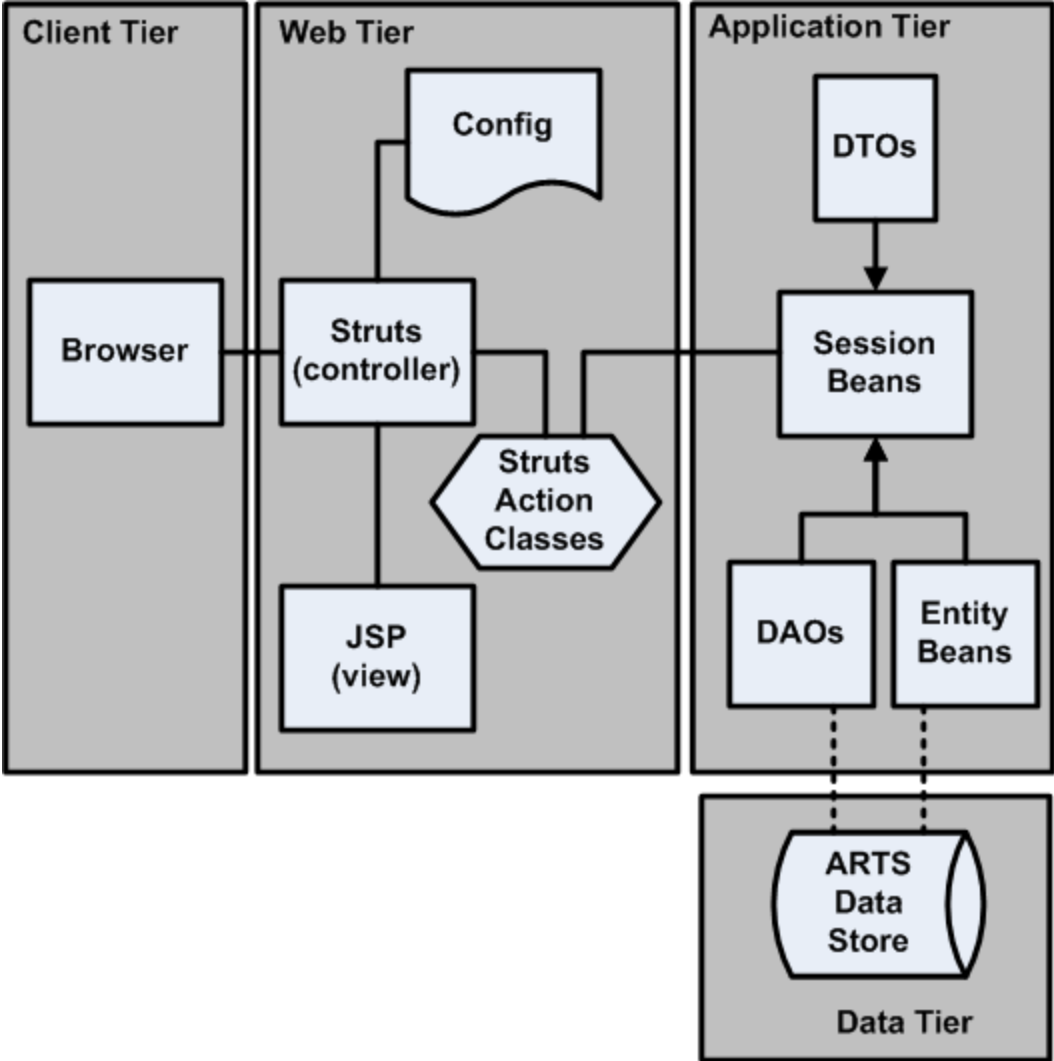 Client Tier
Web Tier
Application Tier
Config
DTOs
Browser
Struts
(controller)
Session
Beans
Struts
Action
Classes
JSP
(view)
DAOs
Entity
Beans
ARTS
Data
Store
Data Tier